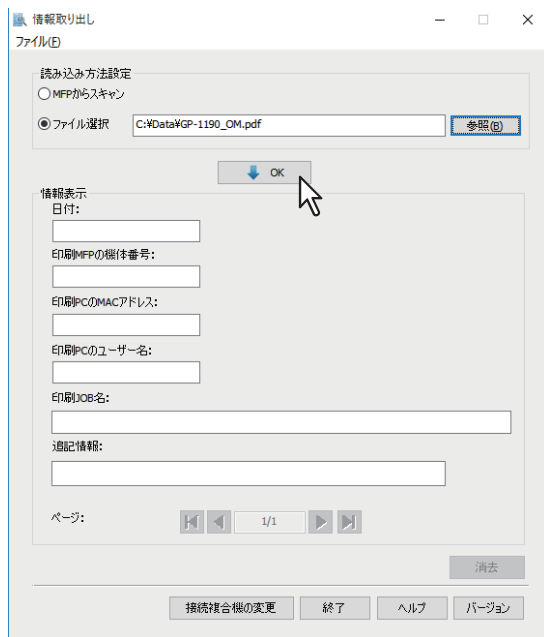 情報取り出し
ファイル(F)
読み込み方法設定
MFPからスキャン
ファイル選択 C:¥Data¥GP-1190_OM.pdf 参照(B)
OK
情報表示
日付:
印刷MFPの機体番号:
印刷PCのMACアドレス:
印刷PCのユーザー名:
印刷JOB名:
追記情報:
ページ: 1/1
消去
接続複合機の変更 終了 ヘルプ バージョン